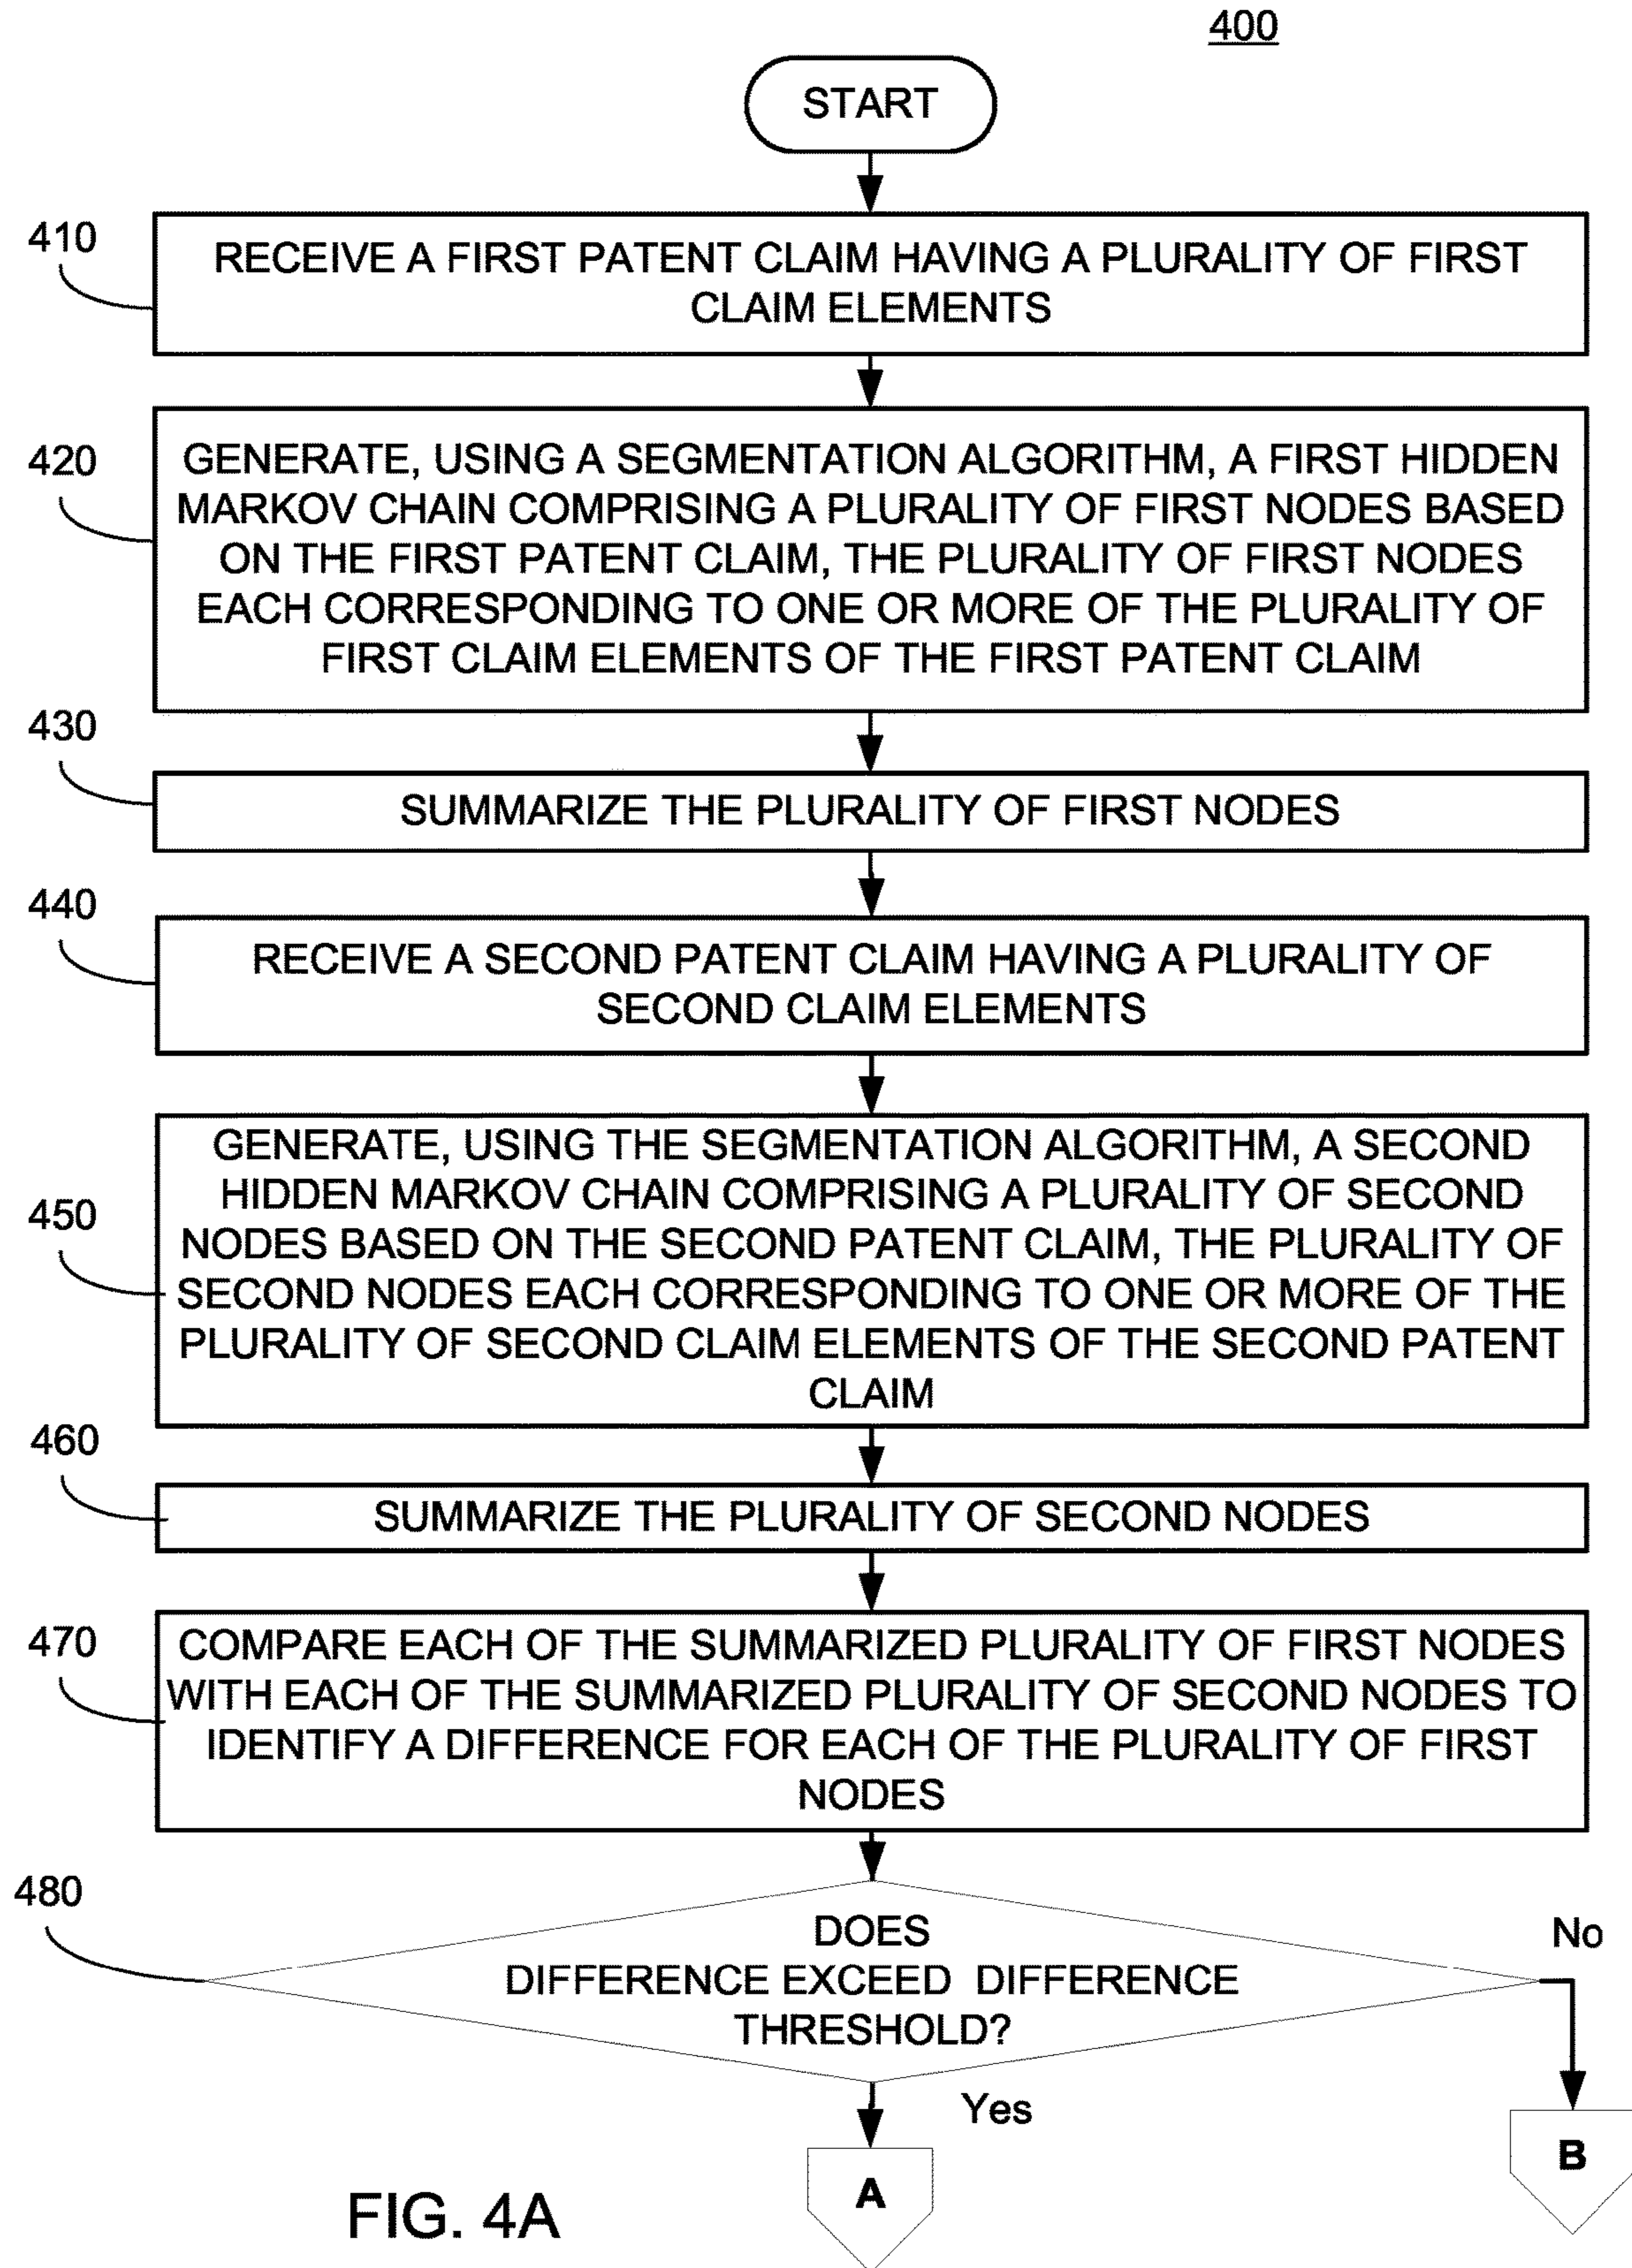 400
START
410
RECEIVE A FIRST PATENT CLAIM HAVING A PLURALITY OF FIRST
CLAIM ELEMENTS
420
GENERATE, USING A SEGMENTATION ALGORITHM, A FIRST HIDDEN
MARKOV CHAIN COMPRISING A PLURALITY OF FIRST NODES BASED
ON THE FIRST PATENT CLAIM, THE PLURALITY OF FIRST NODES
EACH CORRESPONDING TO ONE OR MORE OF THE PLURALITY OF
FIRST CLAIM ELEMENTS OF THE FIRST PATENT CLAIM
430
SUMMARIZE THE PLURALITY OF FIRST NODES
440
RECEIVE A SECOND PATENT CLAIM HAVING A PLURALITY OF
SECOND CLAIM ELEMENTS
450
GENERATE, USING THE SEGMENTATION ALGORITHM, A SECOND
HIDDEN MARKOV CHAIN COMPRISING A PLURALITY OF SECOND
NODES BASED ON THE SECOND PATENT CLAIM, THE PLURALITY OF
SECOND NODES EACH CORRESPONDING TO ONE OR MORE OF THE
PLURALITY OF SECOND CLAIM ELEMENTS OF THE SECOND PATENT
CLAIM
460
SUMMARIZE THE PLURALITY OF SECOND NODES
470
COMPARE EACH OF THE SUMMARIZED PLURALITY OF FIRST NODES
WITH EACH OF THE SUMMARIZED PLURALITY OF SECOND NODES TO
IDENTIFY A DIFFERENCE FOR EACH OF THE PLURALITY OF FIRST
NODES
480
DOES
DIFFERENCE EXCEED DIFFERENCE
THRESHOLD?
No
Yes
B
A
FIG. 4A